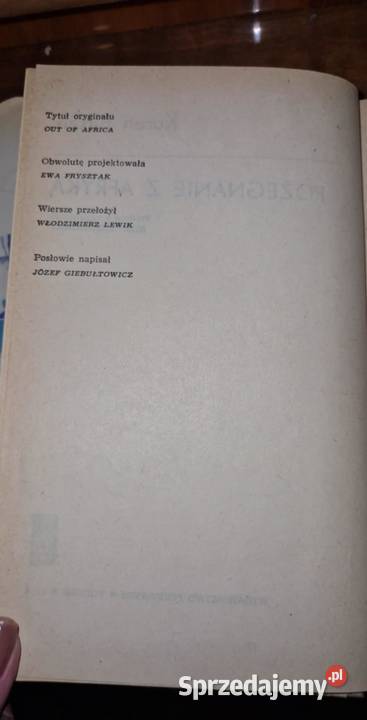 Tytuł oryginału
OUT OF AFRICA
Obwolutę projektowała
EWA FRYSZTAK
Wiersze przełożył
WŁODZIMIERZ LEWIK
Posłowie napisał
JÓZEF GIEBUŁTOWICZ
Sprzedajemy.pl